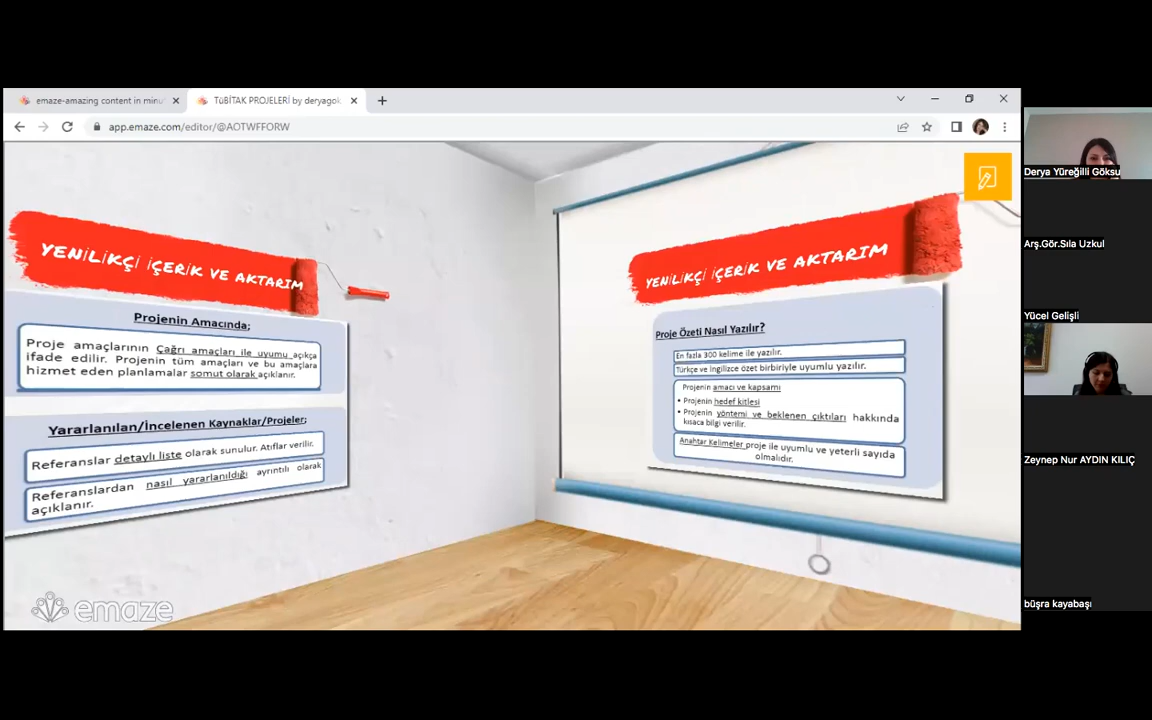 emaze-amazing content in minu
TüBİTAK PROJELERİ by deryagok
app.emaze.com/editor/@AOTWFFORW
YENİLİKÇİ İÇERİK VE AKTARIM
Projenin Amacında;
Proje amaçlarının Çağrı amaçları ile uyumu açıkça
ifade edilir. Projenin tüm amaçları ve bu amaçlara
hizmet eden planlamalar somut olarak açıklanır.
Yararlanılan/İncelenen Kaynaklar/Projeler;
Referanslar detaylı liste olarak sunulur. Atıflar verilir.
Referanslardan nasıl yararlanıldığı ayrıntılı olarak
açıklanır.
emaze
YENİLİKÇİ İÇERİK VE AKTARIM
Proje Özeti Nasıl Yazılır?
En fazla 300 kelime ile yazılır.
Türkçe ve İngilizce özet birbiriyle uyumlu yazılır.
Projenin amacı ve kapsamı
• Projenin hedef kitlesi
• Projenin yöntemi ve beklenen çıktıları hakkında
kısaca bilgi verilir.
Anahtar Kelimeler proje ile uyumlu ve yeterli sayıda
olmalıdır.
Derya Yüreğilli Göksu
Arş.Gör.Sıla Uzkul
Yücel Gelişli
Zeynep Nur AYDIN KILIÇ
büşra kayabaşı